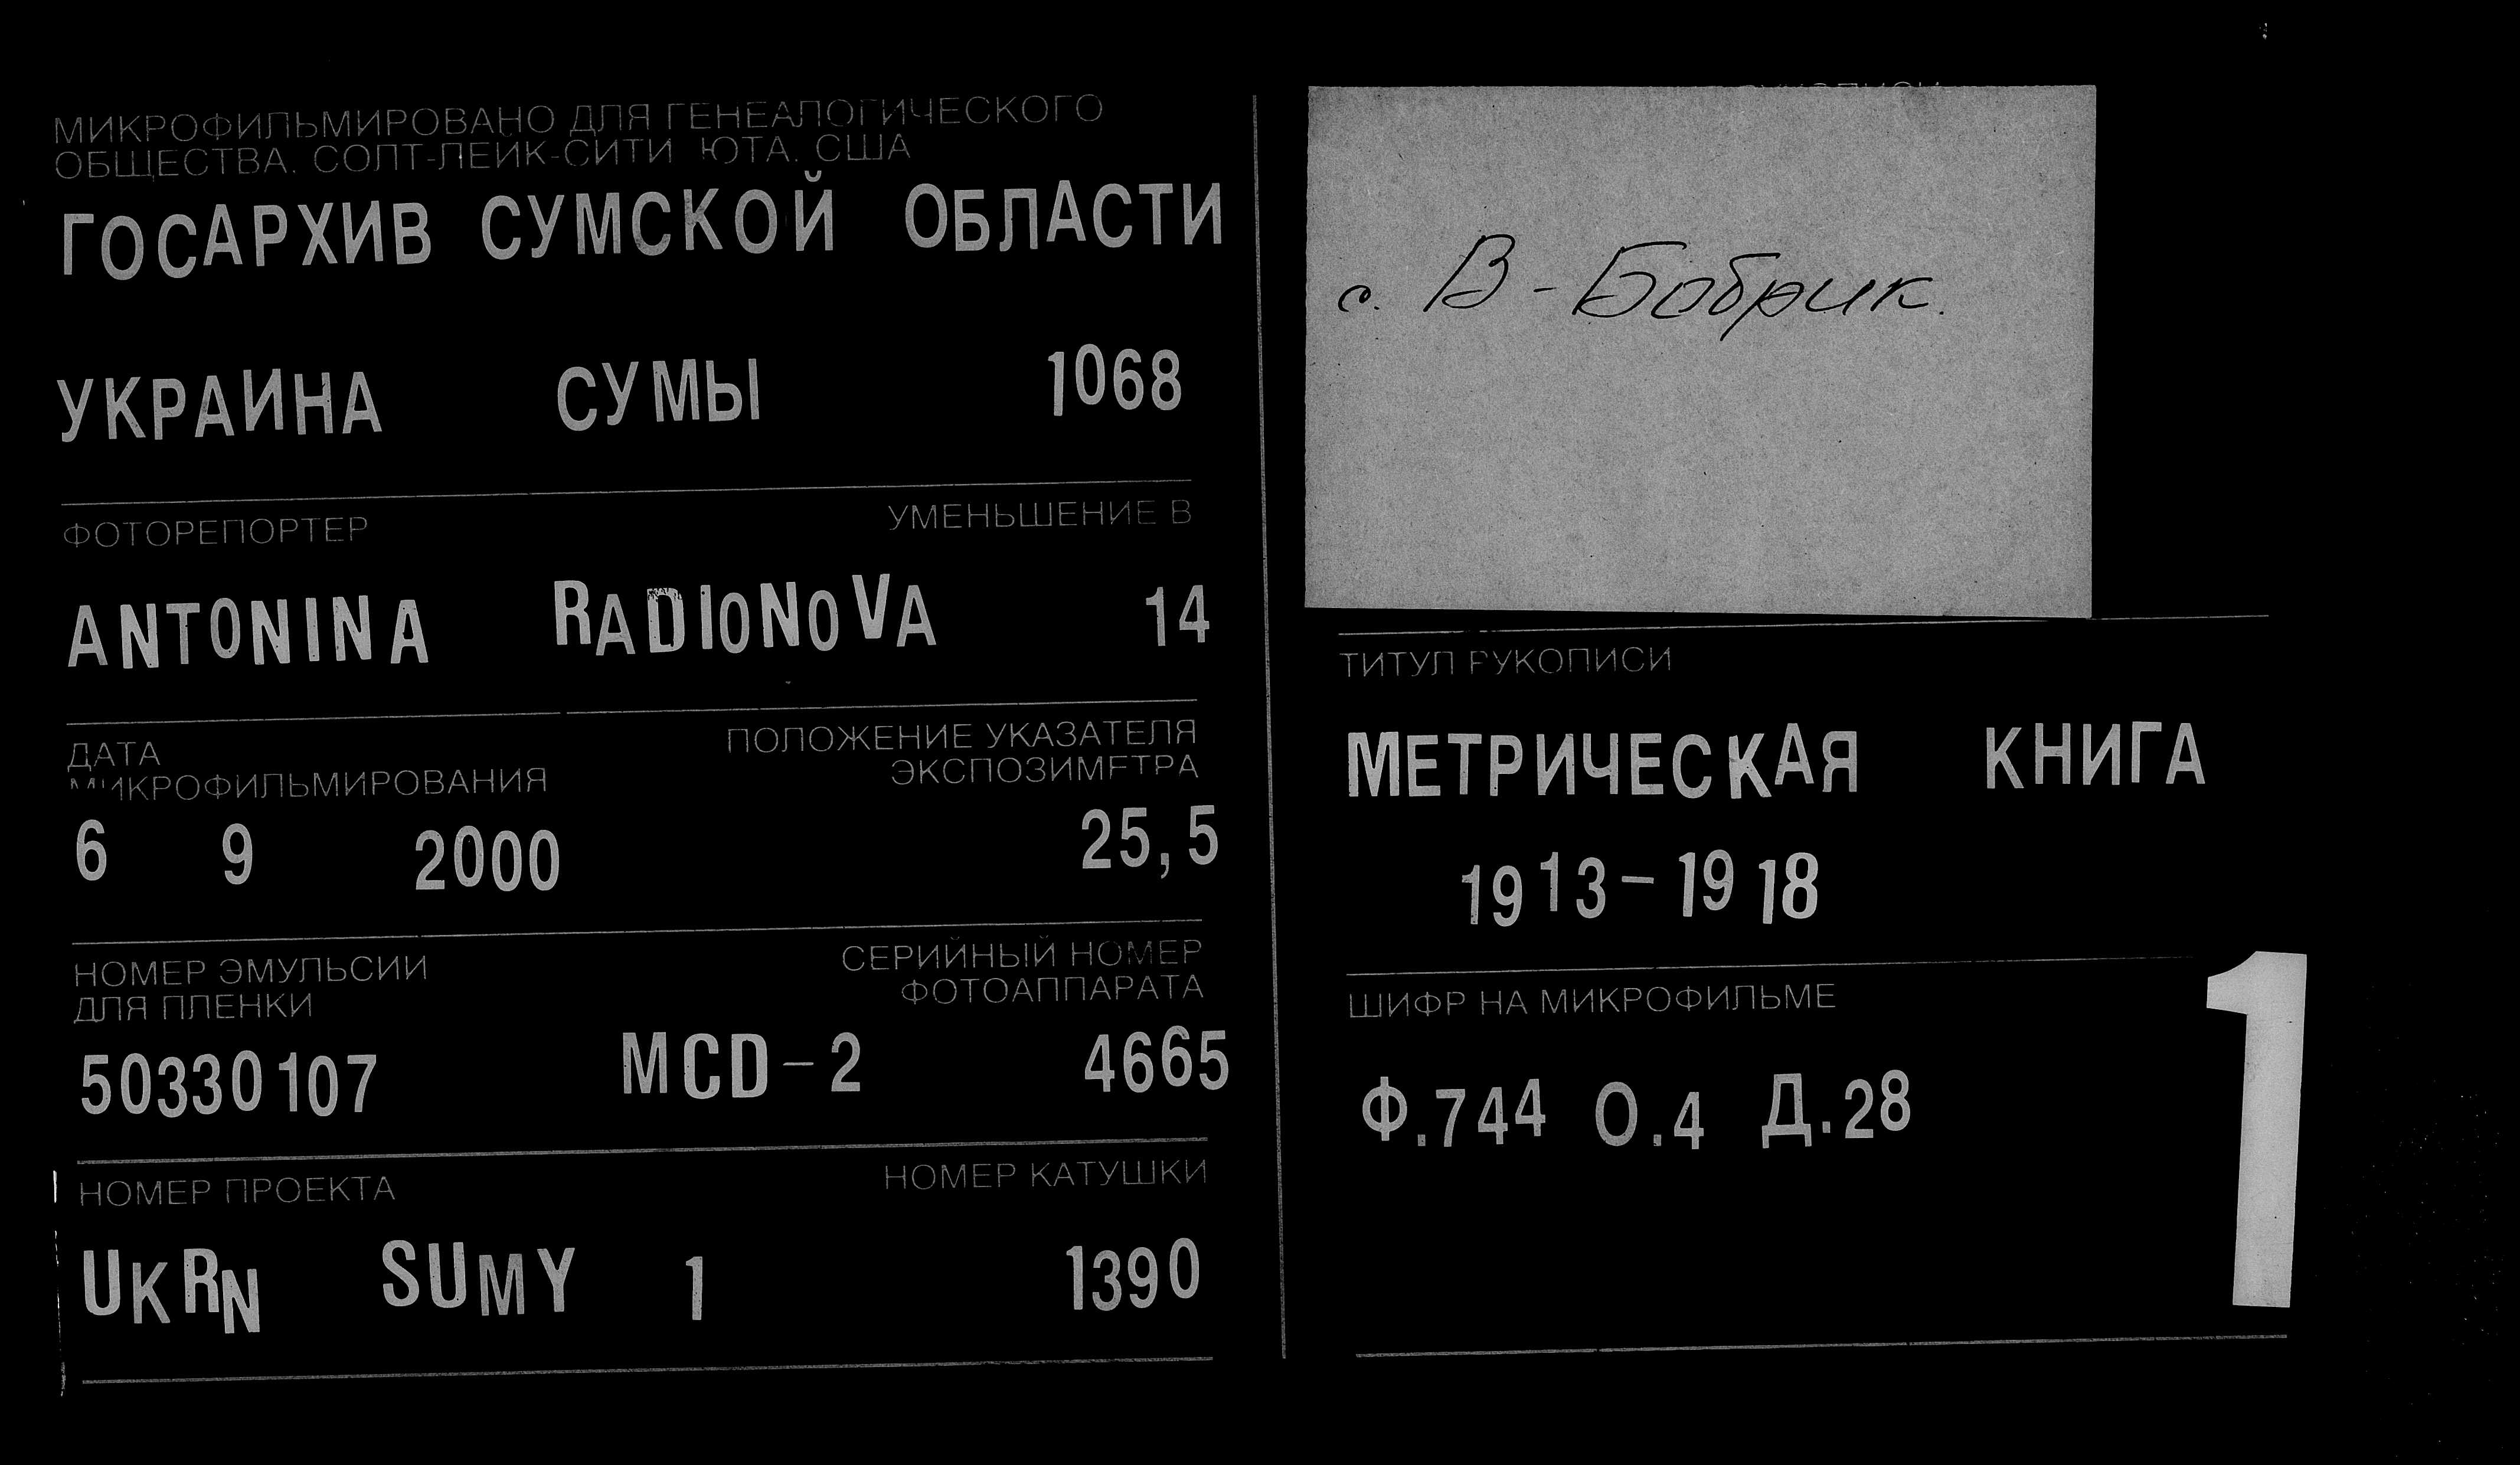 МИКРОФИЛЬМИРОВАНО ДЛЯ ГЕНЕАЛОГИЧЕСКОГО
ОБЩЕСТВА. СОЛТ-ЛЕЙК-СИТИ ЮТА. США
ГОСАРХИВ СУМСКОЙ ОБЛАСТИ
УКРАИНА СУМЫ 1068
ФОТОРЕПОРТЕР УМЕНЬШЕНИЕ В
ANTONINA RADIONOVA 14
ДАТА
МИКРОФИЛЬМИРОВАНИЯ
ПОЛОЖЕНИЕ УКАЗАТЕЛЯ
ЭКСПОЗИМЕТРА
6 9 2000 25,5
НОМЕР ЭМУЛЬСИИ
ДЛЯ ПЛЕНКИ
СЕРИЙНЫЙ НОМЕР
ФОТОАППАРАТА
50330107 MCD-2 4665
НОМЕР ПРОЕКТА НОМЕР КАТУШКИ
UKRN SUMY 1 1390
с. В-Бобрик.
ТИТУЛ РУКОПИСИ
МЕТРИЧЕСКАЯ КНИГА
1913-1918
ШИФР НА МИКРОФИЛЬМЕ
Ф.744 О.4 Д.28
1